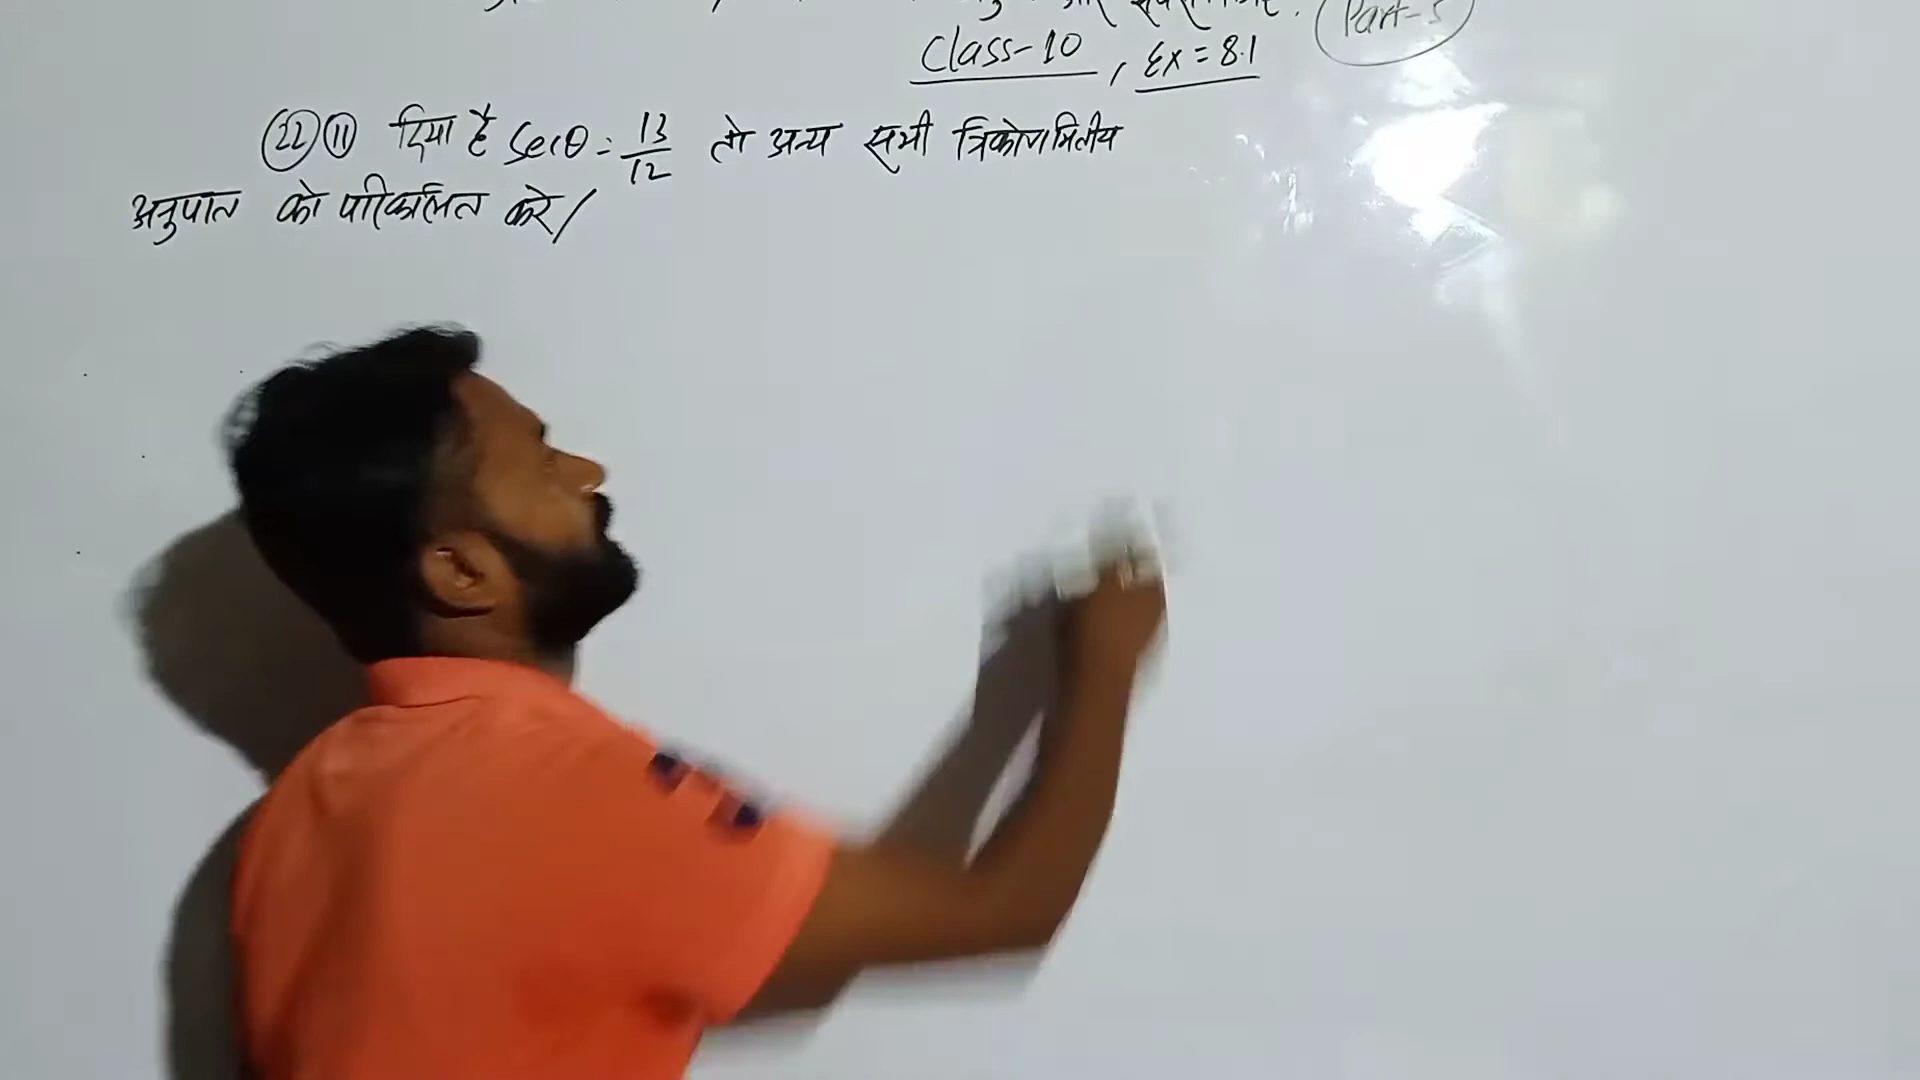 और
Part-5
Class-10, Ex = 8.1
(22) (11) दिया है Secθ = 13/12 तो अन्य सभी त्रिकोणमितीय
अनुपात को परिकलित करे/